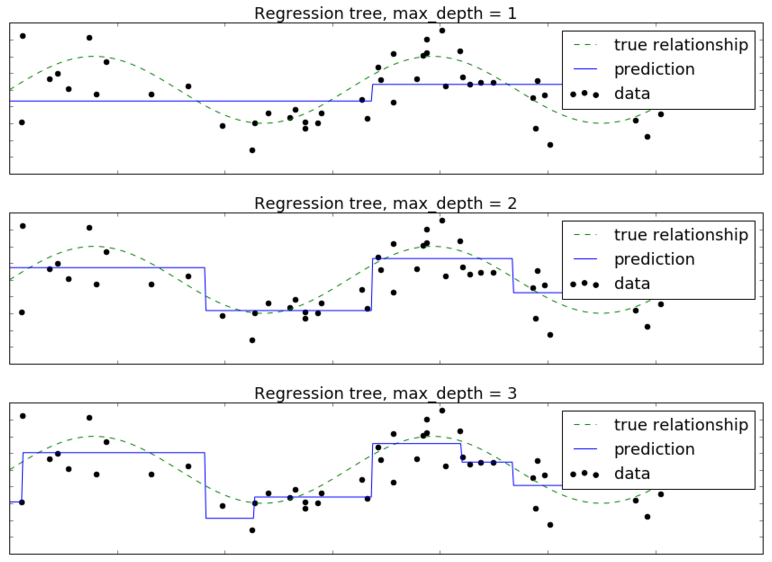 Regression tree, max_depth = 1
true relationship
prediction
data
Regression tree, max_depth = 2
true relationship
prediction
data
Regression tree, max_depth = 3
true relationship
prediction
data